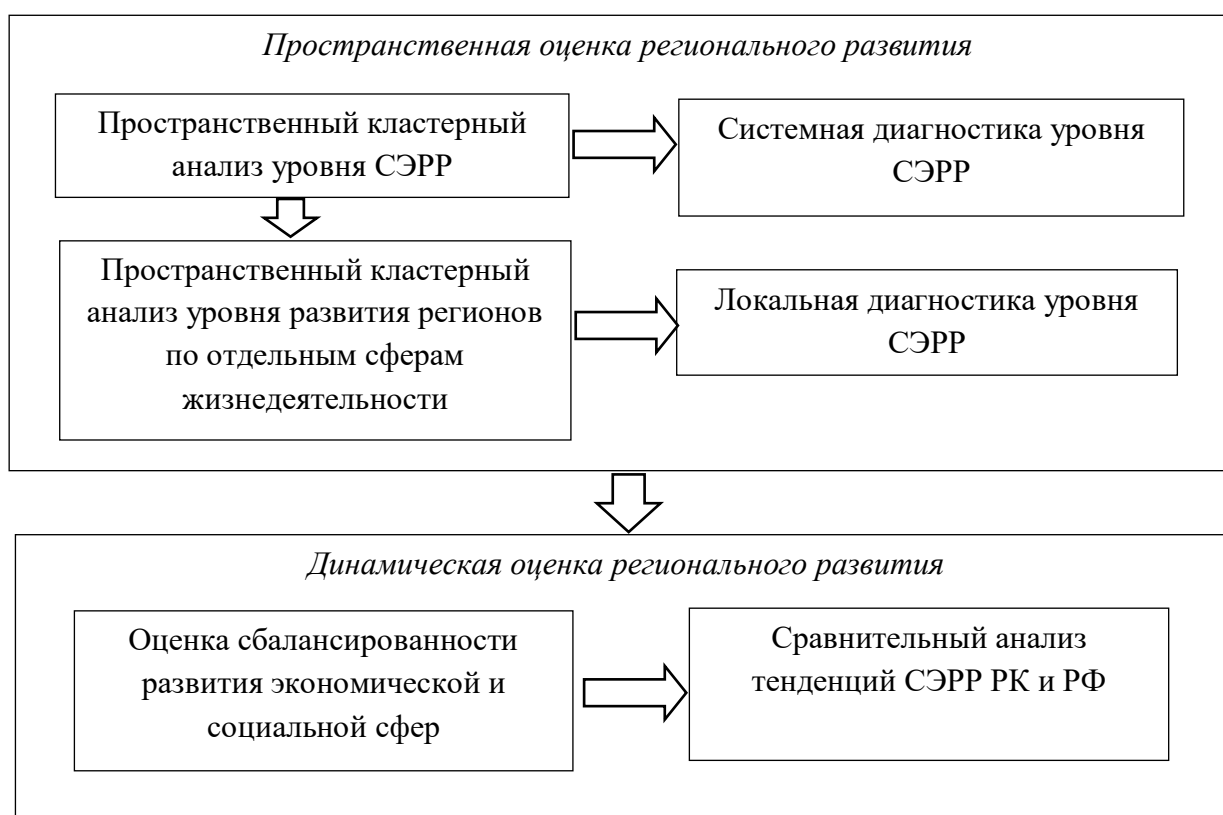 Пространственная оценка регионального развития
Пространственный кластерный
анализ уровня СЭРР
Системная диагностика уровня
СЭРР
Пространственный кластерный
анализ уровня развития регионов
по отдельным сферам
жизнедеятельности
Локальная диагностика уровня
СЭРР
Динамическая оценка регионального развития
Оценка сбалансированности
развития экономической и
социальной сфер
Сравнительный анализ
тенденций СЭРР РК и РФ